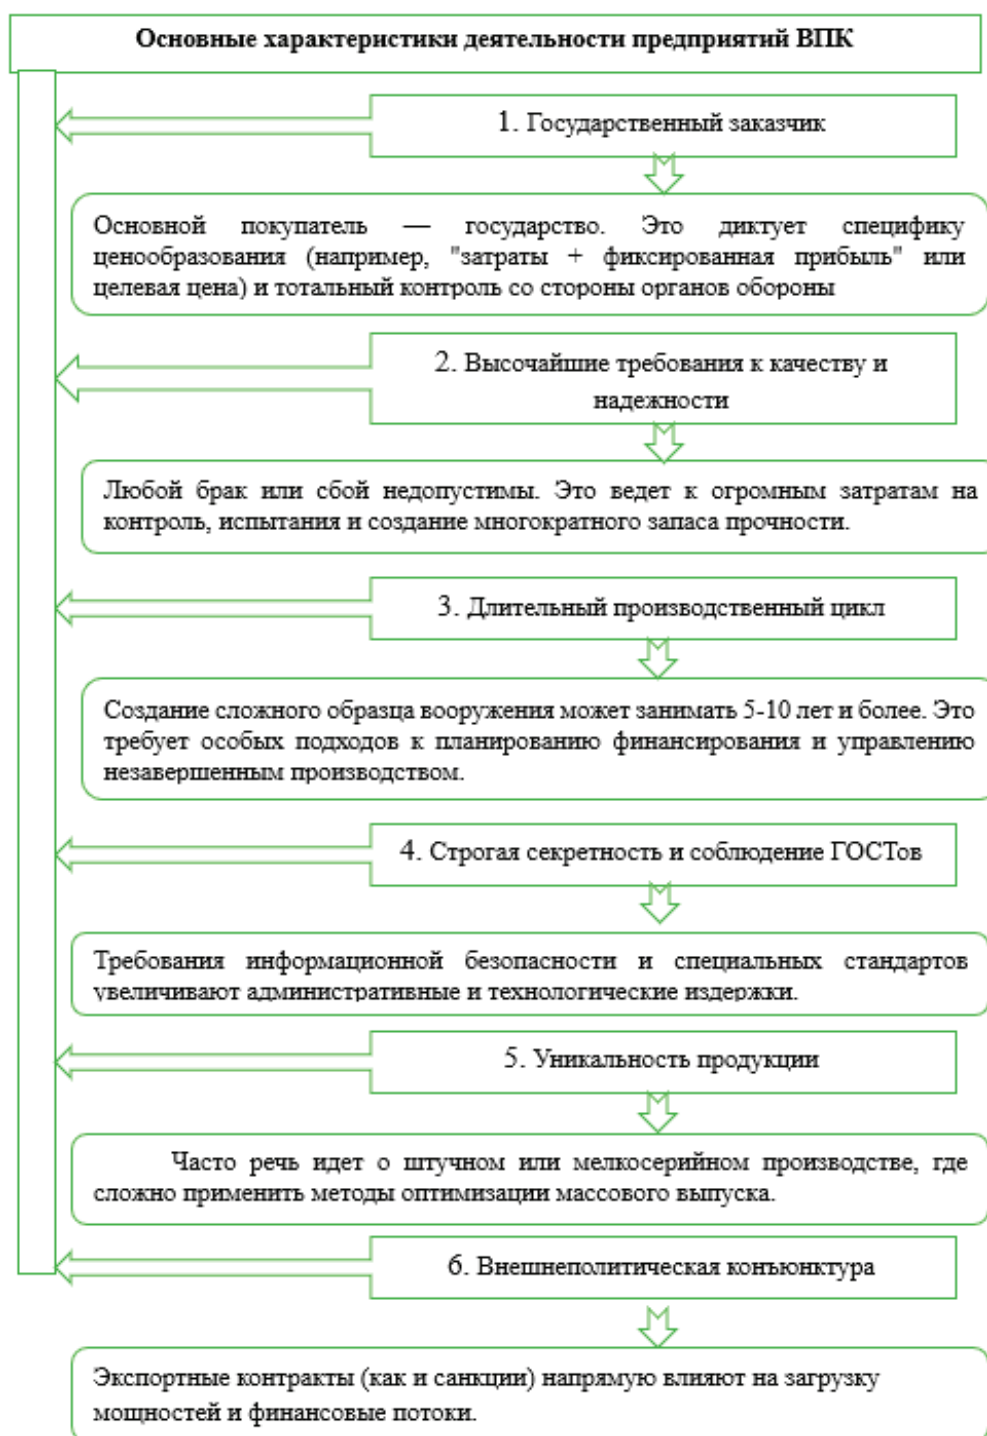 Основные характеристики деятельности предприятий ВПК
1. Государственный заказчик
Основной покупатель — государство. Это диктует специфику
ценообразования (например, "затраты + фиксированная прибыль" или
целевая цена) и тотальный контроль со стороны органов обороны
2. Высочайшие требования к качеству и
надежности
Любой брак или сбой недопустимы. Это ведет к огромным затратам на
контроль, испытания и создание многократного запаса прочности.
3. Длительный производственный цикл
Создание сложного образца вооружения может занимать 5-10 лет и более. Это
требует особых подходов к планированию финансирования и управлению
незавершенным производством.
4. Строгая секретность и соблюдение ГОСТов
Требования информационной безопасности и специальных стандартов
увеличивают административные и технологические издержки.
5. Уникальность продукции
Часто речь идет о штучном или мелкосерийном производстве, где
сложно применить методы оптимизации массового выпуска.
6. Внешнеполитическая конъюнктура
Экспортные контракты (как и санкции) напрямую влияют на загрузку
мощностей и финансовые потоки.